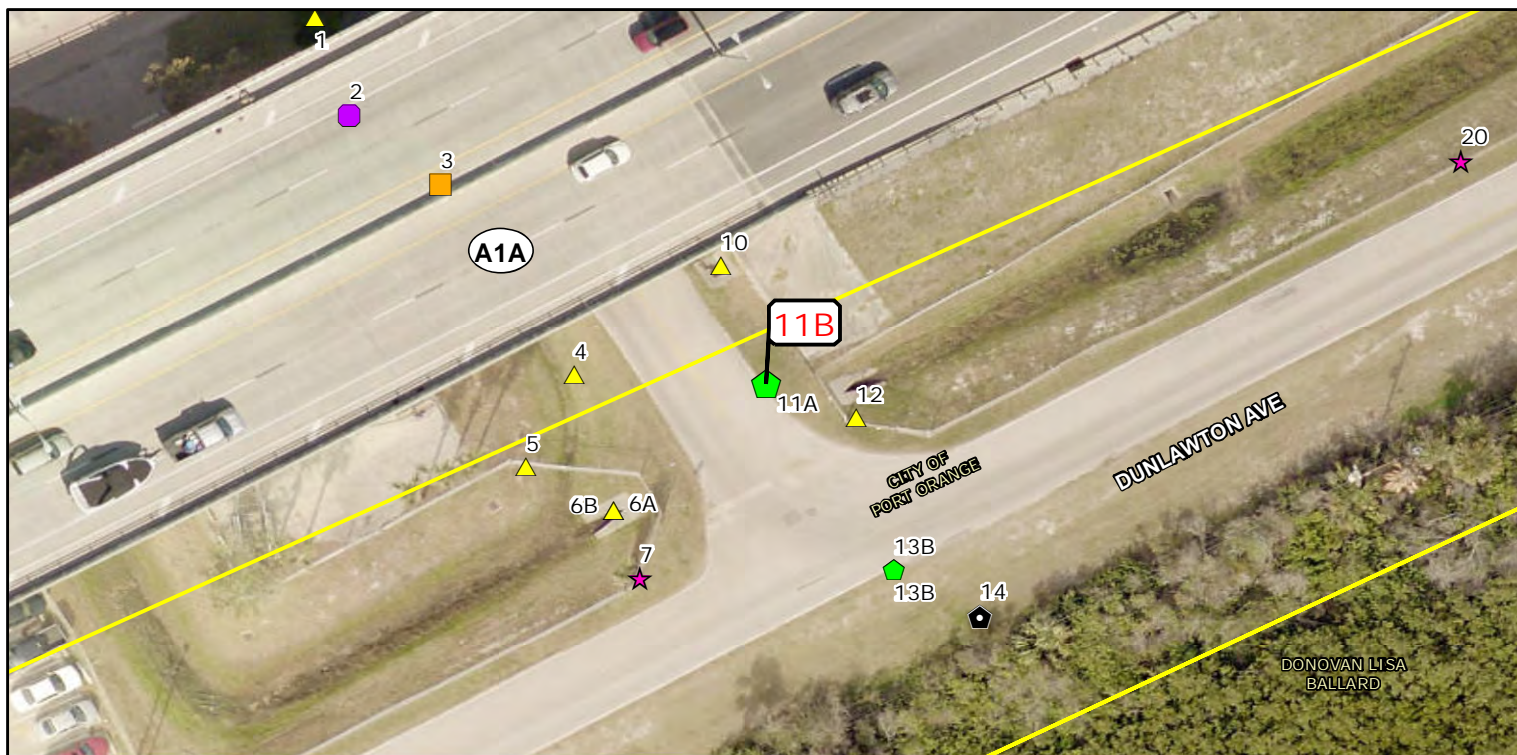 1
2
3
20
A1A
10
11B
4
11A
12
5
CITY OF
PORT ORANGE
DUNLAWTON AVE
6B
6A
7
13B
13B
14
DONOVAN LISA
BALLARD